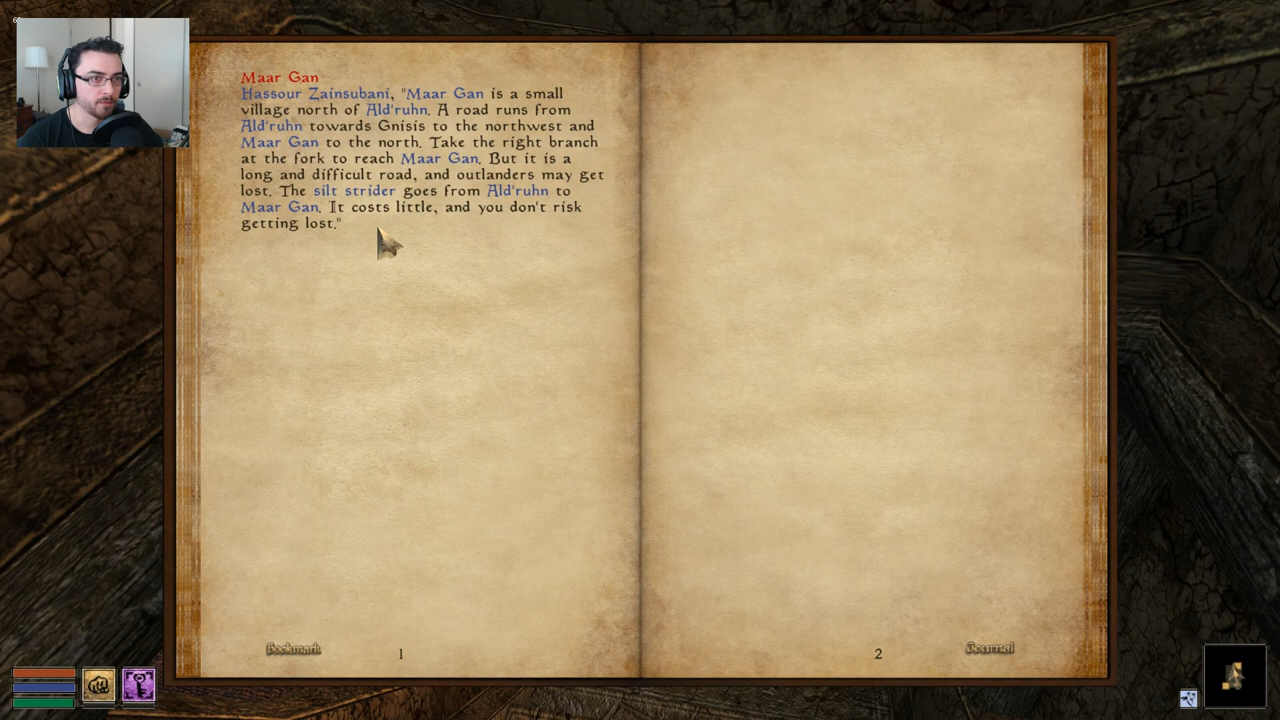 Maar Gan
Hassour Zainsubani, "Maar Gan is a small
village north of Ald'ruhn. A road runs from
Ald'ruhn towards Gnisis to the northwest and
Maar Gan to the north. Take the right branch
at the fork to reach Maar Gan. But it is a
long and difficult road, and outlanders may get
lost. The silt strider goes from Ald'ruhn to
Maar Gan. It costs little, and you don't risk
getting lost."
Bookmark
1
2
Journal